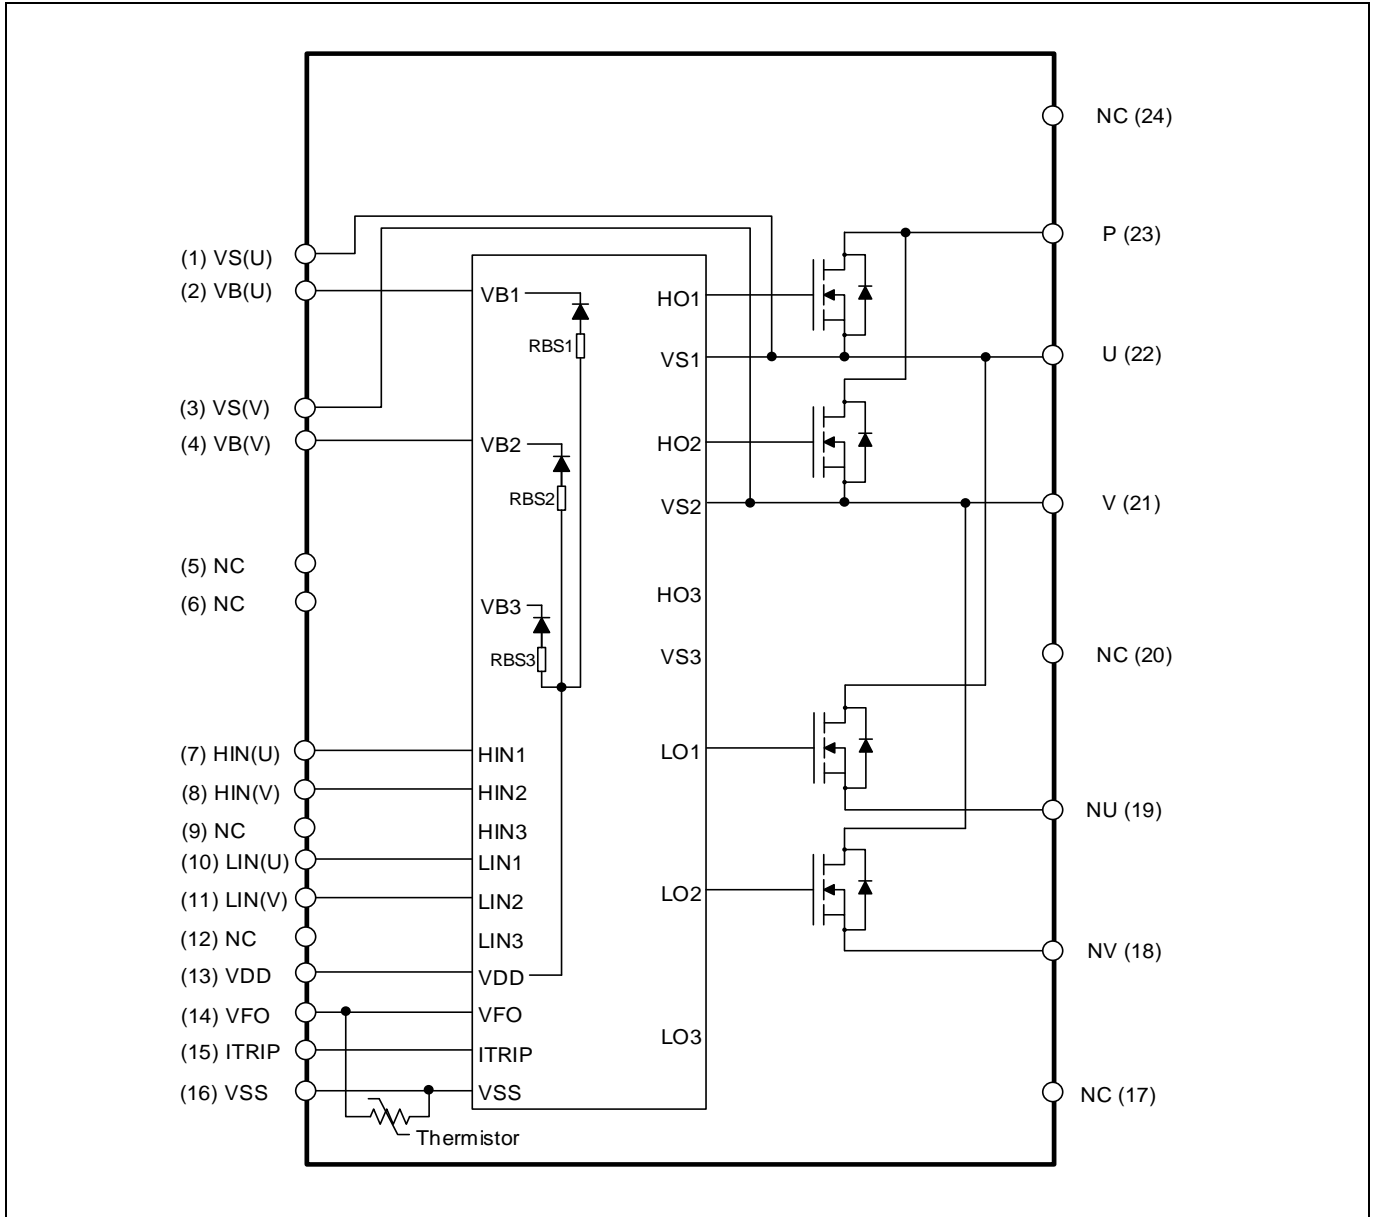 NC (24)
(1) VS(U)
P (23)
(2) VB(U)
VB1
HO1
RBS1
VS1
U (22)
(3) VS(V)
(4) VB(V)
VB2
HO2
RBS2
VS2
V (21)
(5) NC
(6) NC
VB3
HO3
RBS3
VS3
NC (20)
(7) HIN(U)
HIN1
LO1
(8) HIN(V)
HIN2
NU (19)
(9) NC
HIN3
(10) LIN(U)
LIN1
(11) LIN(V)
LIN2
LO2
(12) NC
LIN3
NV (18)
(13) VDD
VDD
(14) VFO
VFO
LO3
(15) ITRIP
ITRIP
(16) VSS
VSS
NC (17)
Thermistor